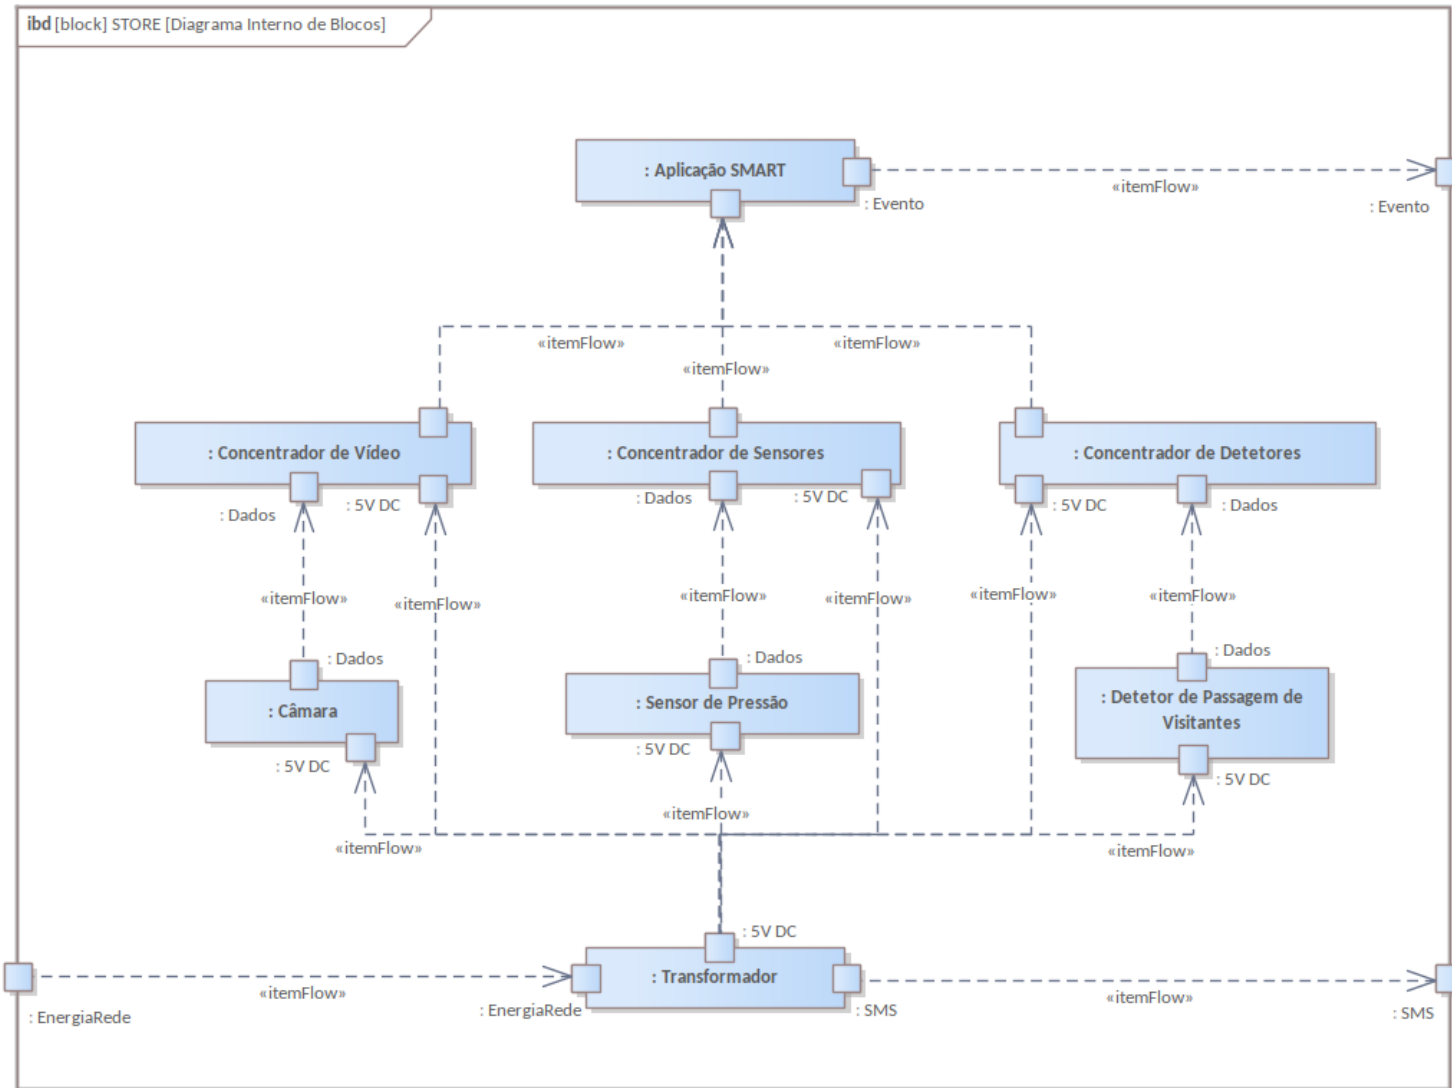 ibd [block] STORE [Diagrama Interno de Blocos]
: Aplicação SMART
«itemFlow»
: Evento
: Evento
«itemFlow»
«itemFlow»
«itemFlow»
: Concentrador de Vídeo
: Concentrador de Sensores
: Concentrador de Detetores
: Dados
: 5V DC
: Dados
: 5V DC
: 5V DC
: Dados
«itemFlow»
«itemFlow»
«itemFlow»
«itemFlow»
«itemFlow»
«itemFlow»
: Dados
: Dados
: Dados
: Câmara
: Sensor de Pressão
: Detetor de Passagem de
Visitantes
: 5V DC
: 5V DC
: 5V DC
«itemFlow»
«itemFlow»
«itemFlow»
: 5V DC
: Transformador
«itemFlow»
«itemFlow»
: EnergiaRede
: EnergiaRede
: SMS
: SMS